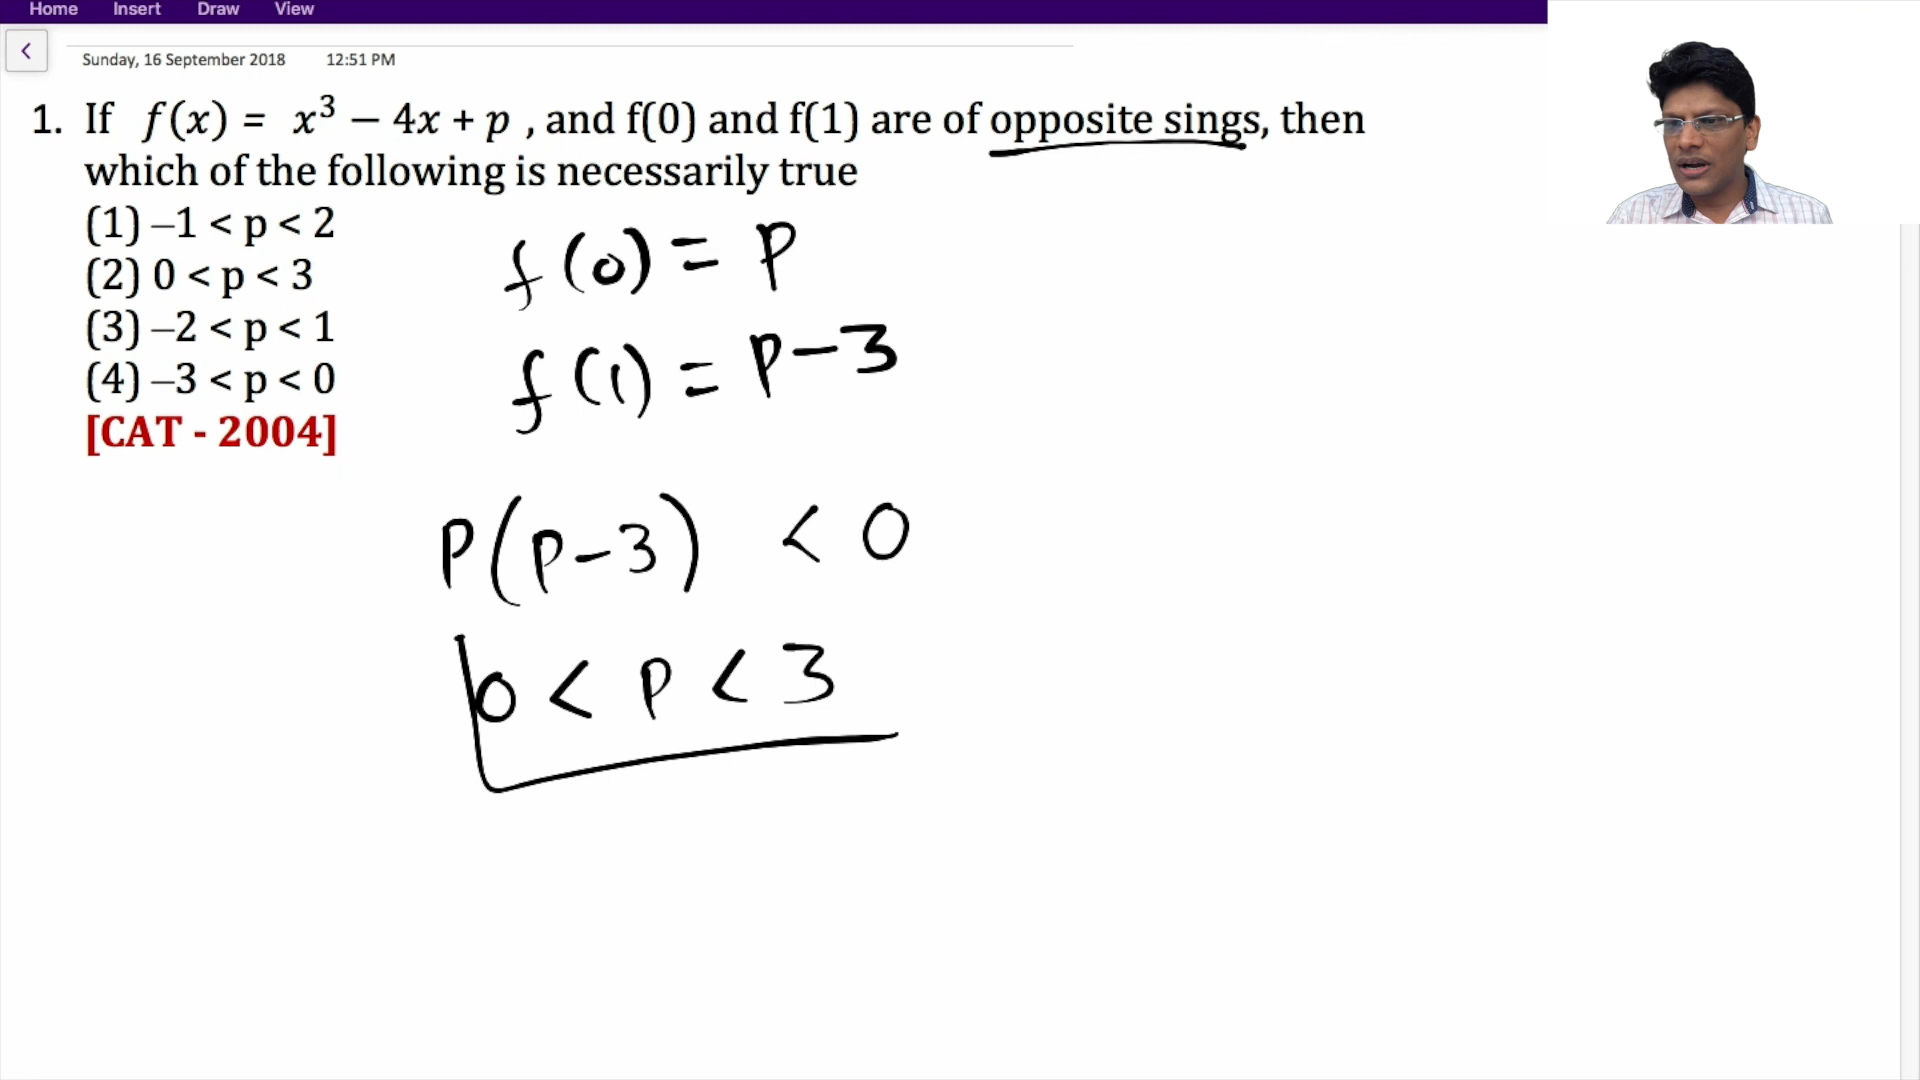 Home Insert Draw View
Sunday, 16 September 2018 12:51 PM
1. If f(x) = x³ − 4x + p , and f(0) and f(1) are of opposite sings, then
which of the following is necessarily true
(1) –1 < p < 2
(2) 0 < p < 3
(3) –2 < p < 1
(4) –3 < p < 0
[CAT - 2004]
f(0) = P
f(1) = P-3
P(P-3) < 0
0 < P < 3